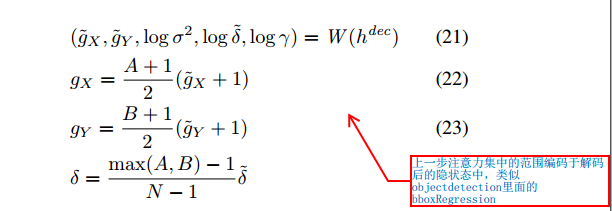 (g̃_X, g̃_Y, log σ², log δ̃, log γ) = W(h^dec) (21)
g_X = (A + 1)/2 (g̃_X + 1) (22)
g_Y = (B + 1)/2 (g̃_Y + 1) (23)
δ = (max(A, B) − 1)/(N − 1) δ̃
上一步注意力集中的范围编码于解码
后的隐状态中，类似
objectdetection里面的
bboxRegression